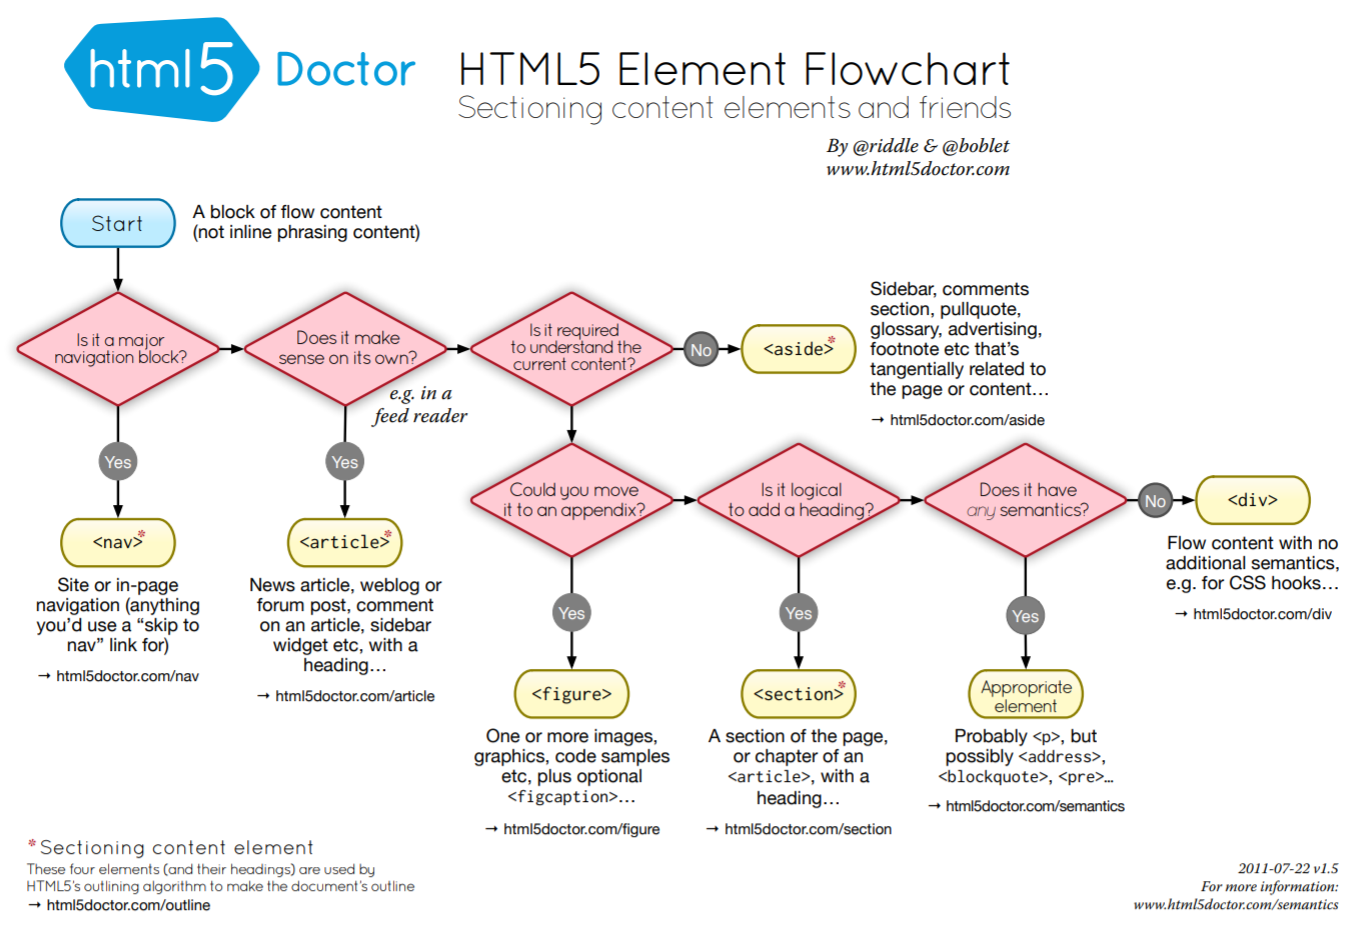 html5 Doctor
HTML5 Element Flowchart
Sectioning content elements and friends
By @riddle & @boblet
www.html5doctor.com
Start
A block of flow content
(not inline phrasing content)
Is it a major
navigation block?
Does it make
sense on its own?
e.g. in a
feed reader
Is it required
to understand the
current content?
No
<aside>*
Sidebar, comments
section, pullquote,
glossary, advertising,
footnote etc that's
tangentially related to
the page or content…
→ html5doctor.com/aside
Yes
<nav>*
Site or in-page
navigation (anything
you'd use a “skip to
nav” link for)
→ html5doctor.com/nav
Yes
<article>*
News article, weblog or
forum post, comment
on an article, sidebar
widget etc, with a
heading…
→ html5doctor.com/article
Could you move
it to an appendix?
Is it logical
to add a heading?
Does it have
any semantics?
No
<div>
Flow content with no
additional semantics,
e.g. for CSS hooks…
→ html5doctor.com/div
Yes
<figure>
One or more images,
graphics, code samples
etc, plus optional
<figcaption>…
→ html5doctor.com/figure
Yes
<section>*
A section of the page,
or chapter of an
<article>, with a
heading…
→ html5doctor.com/section
Yes
Appropriate
element
Probably <p>, but
possibly <address>,
<blockquote>, <pre>…
→ html5doctor.com/semantics
* Sectioning content element
These four elements (and their headings) are used by
HTML5's outlining algorithm to make the document's outline
→ html5doctor.com/outline
2011-07-22 v1.5
For more information:
www.html5doctor.com/semantics